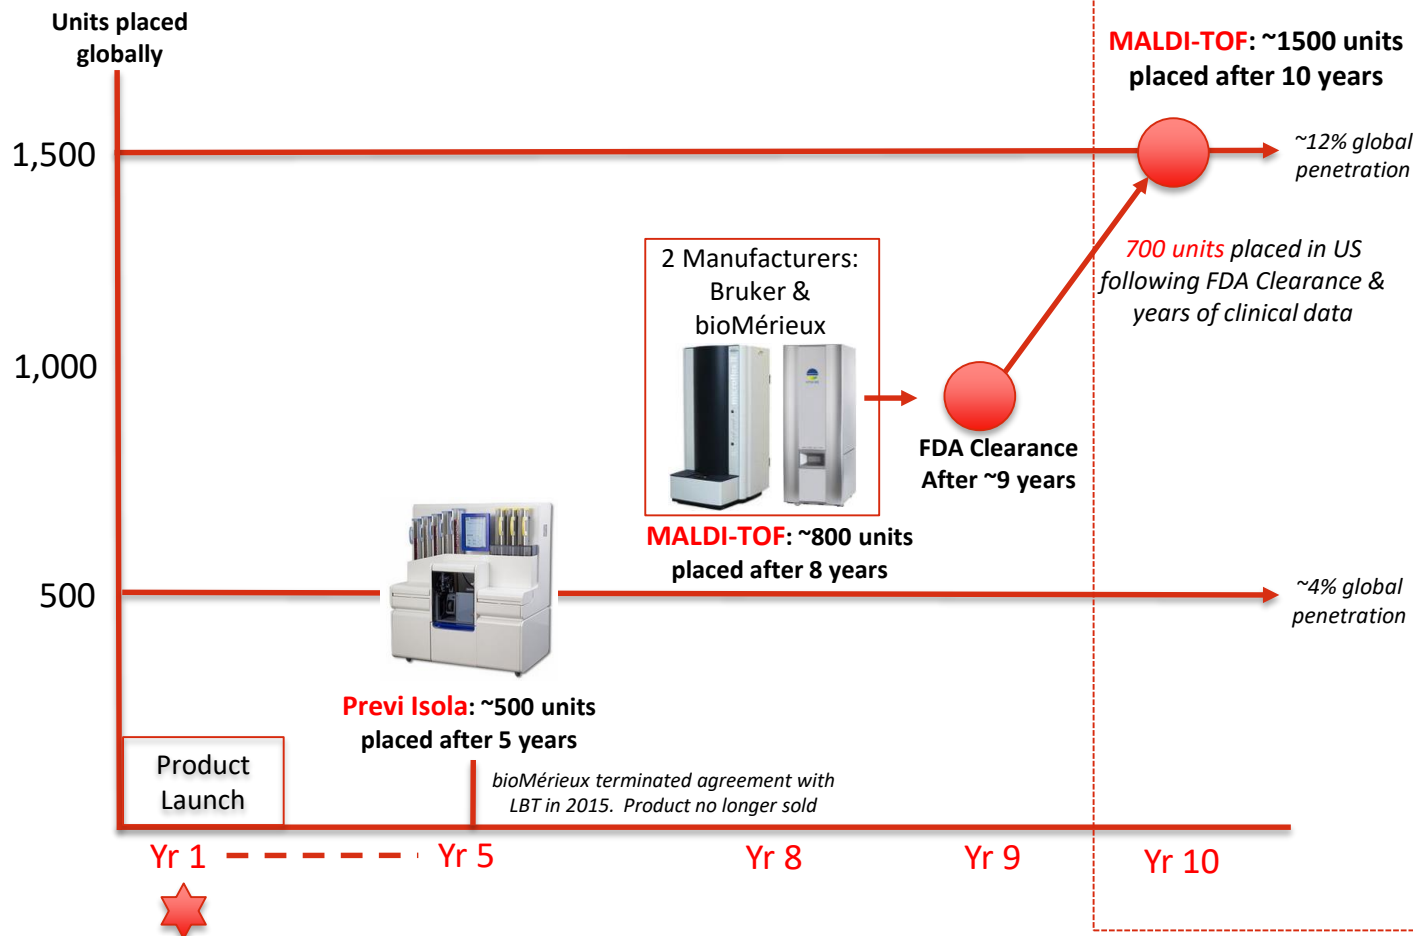 Units placed
globally
MALDI-TOF: ~1500 units
placed after 10 years
1,500
~12% global
penetration
2 Manufacturers:
Bruker &
bioMérieux
700 units placed in US
following FDA Clearance &
years of clinical data
1,000
FDA Clearance
After ~9 years
MALDI-TOF: ~800 units
placed after 8 years
500
~4% global
penetration
Previ Isola: ~500 units
placed after 5 years
Product
Launch
bioMérieux terminated agreement with
LBT in 2015.  Product no longer sold
Yr 1
Yr 5
Yr 8
Yr 9
Yr 10